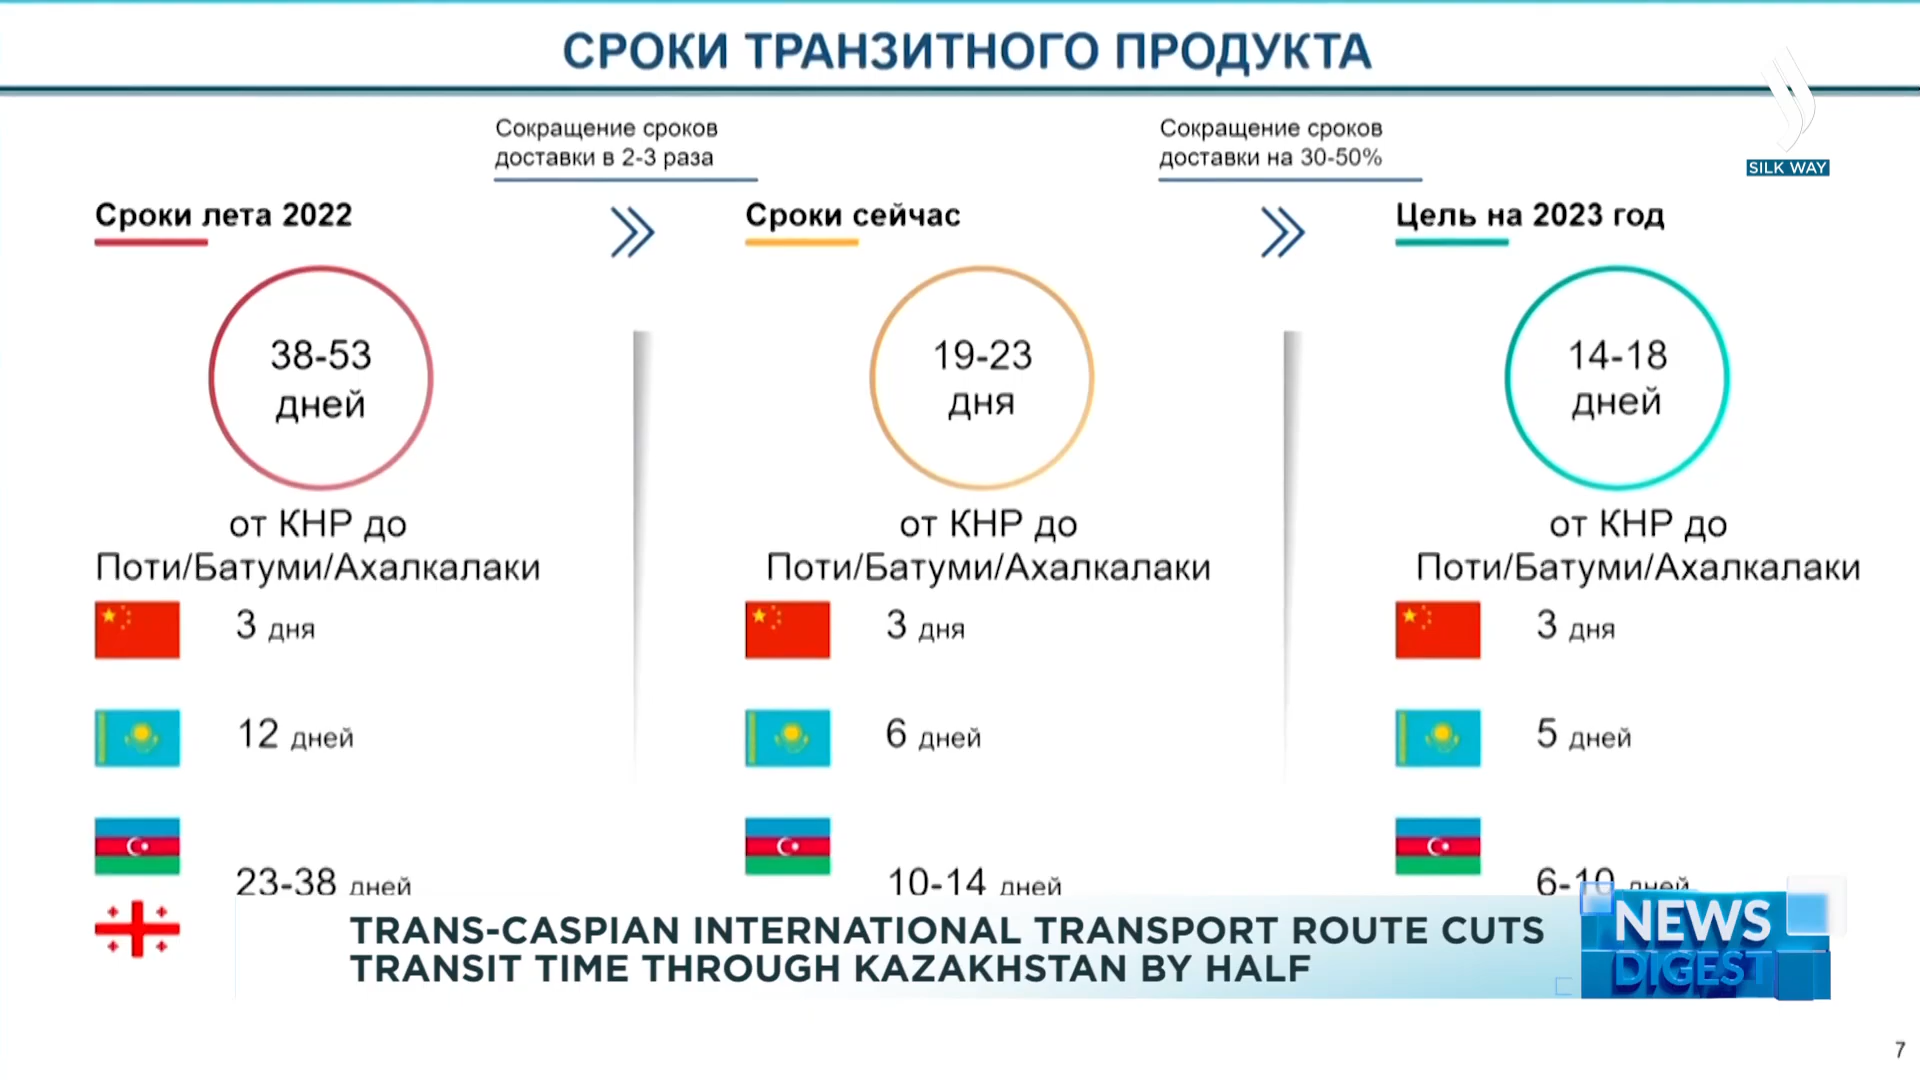 СРОКИ ТРАНЗИТНОГО ПРОДУКТА
SILK WAY
Сокращение сроков
доставки в 2-3 раза
Сокращение сроков
доставки на 30-50%
Сроки лета 2022
Сроки сейчас
Цель на 2023 год
38-53
дней
19-23
дня
14-18
дней
от КНР до
Поти/Батуми/Ахалкалаки
от КНР до
Поти/Батуми/Ахалкалаки
от КНР до
Поти/Батуми/Ахалкалаки
3 дня
3 дня
3 дня
12 дней
6 дней
5 дней
23-38 дней
10-14 дней
6-10 дней
TRANS-CASPIAN INTERNATIONAL TRANSPORT ROUTE CUTS
TRANSIT TIME THROUGH KAZAKHSTAN BY HALF
NEWS
DIGEST
7